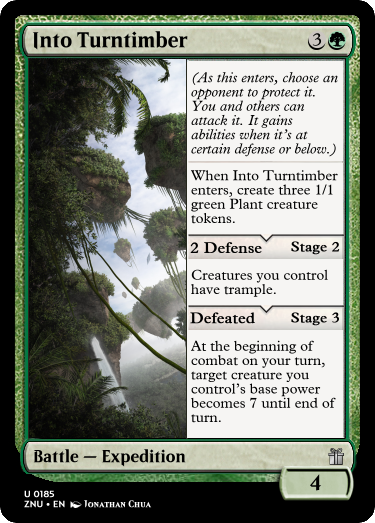 Into Turntimber 3
(As this enters, choose an
opponent to protect it.
You and others can
attack it. It gains
abilities when it's at
certain defense or below.)
When Into Turntimber
enters, create three 1/1
green Plant creature
tokens.
2 Defense Stage 2
Creatures you control
have trample.
Defeated Stage 3
At the beginning of
combat on your turn,
target creature you
control's base power
becomes 7 until end of
turn.
Battle — Expedition
4
U 0185
ZNU • EN Jonathan Chua